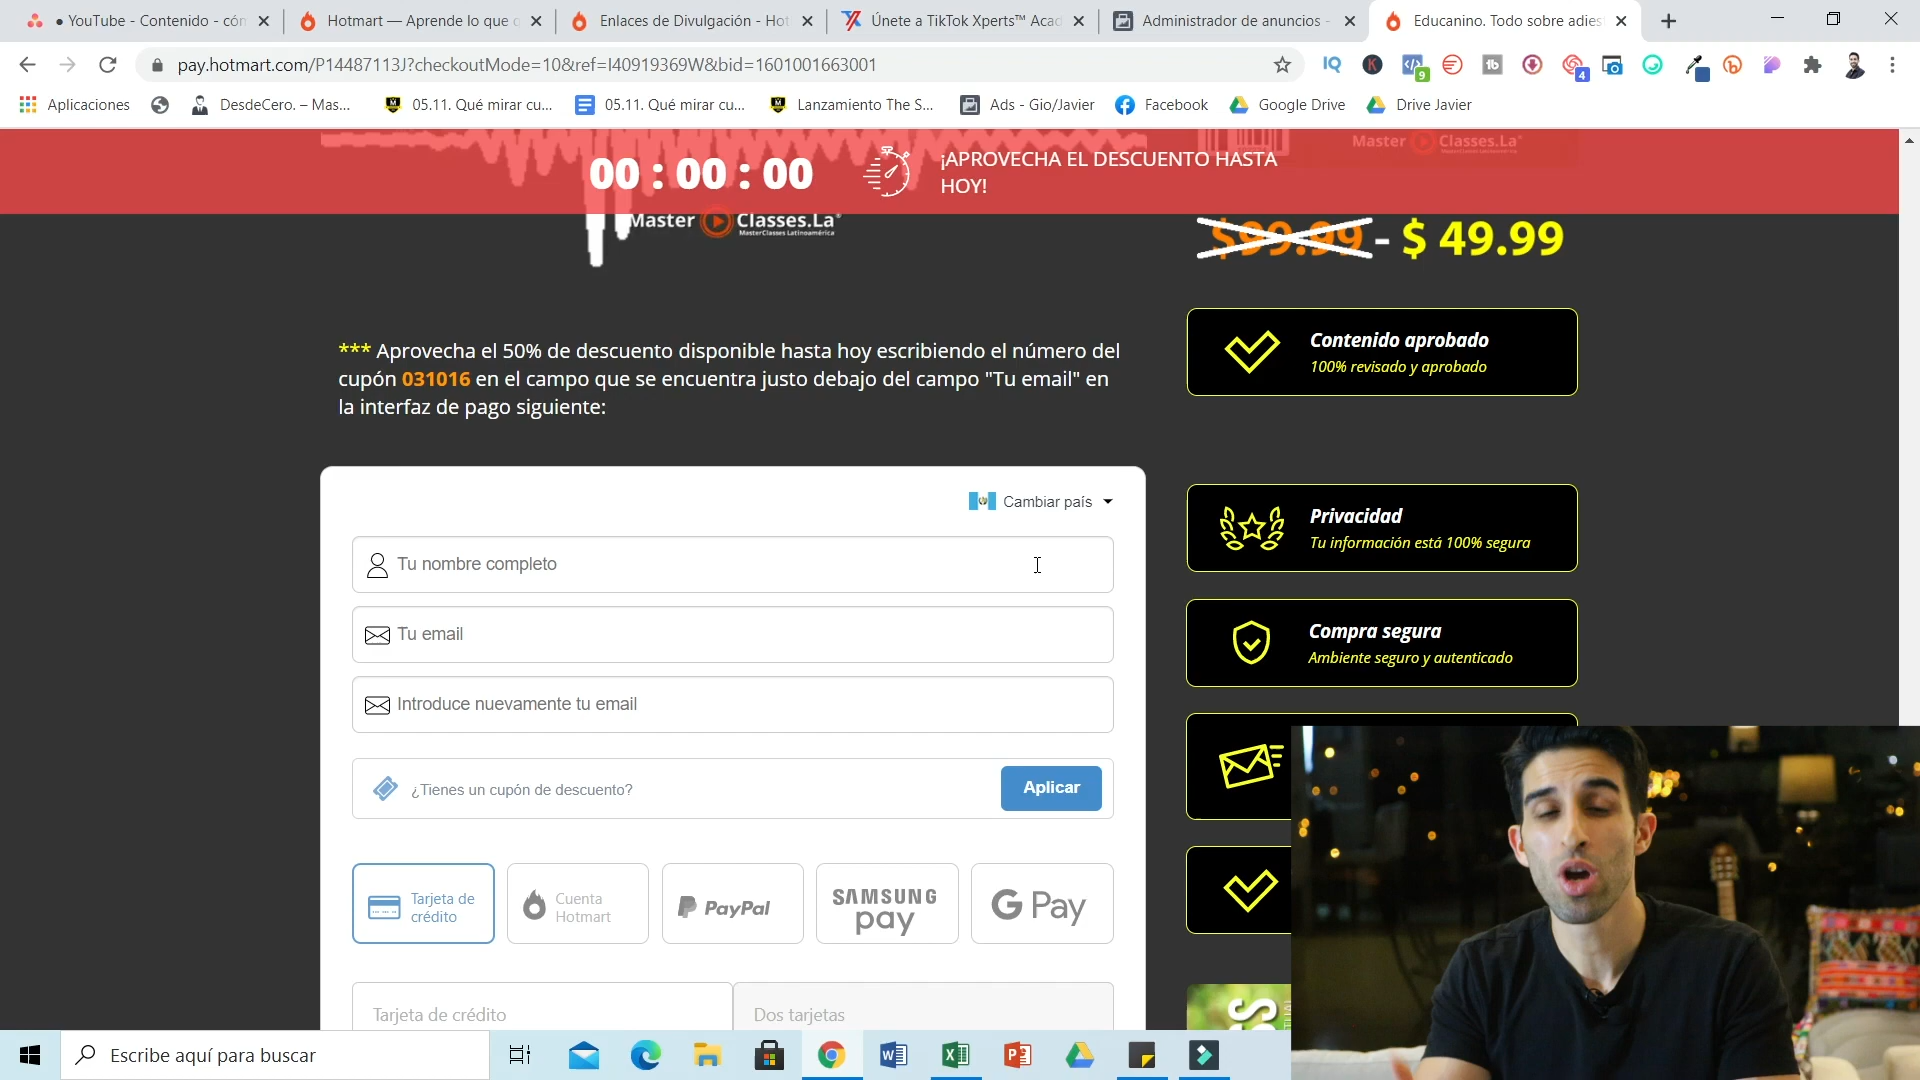 ● YouTube - Contenido - cón
Hotmart — Aprende lo que q
Enlaces de Divulgación - Hot
Únete a TikTok Xperts™ Acad
Administrador de anuncios -
Educanino. Todo sobre adies
pay.hotmart.com/P14487113J?checkoutMode=10&ref=I40919369W&bid=1601001663001
9
4
Aplicaciones
DesdeCero. – Mas...
05.11. Qué mirar cu...
05.11. Qué mirar cu...
Lanzamiento The S...
Ads - Gio/Javier
Facebook
Google Drive
Drive Javier
00 : 00 : 00
¡APROVECHA EL DESCUENTO HASTA
HOY!
Master Classes.La
Master Classes.La
MasterClasses Latinoamérica
$99.99 - $ 49.99
*** Aprovecha el 50% de descuento disponible hasta hoy escribiendo el número del
cupón 031016 en el campo que se encuentra justo debajo del campo "Tu email" en
la interfaz de pago siguiente:
Contenido aprobado
100% revisado y aprobado
Privacidad
Tu información está 100% segura
Compra segura
Ambiente seguro y autenticado
Cambiar país
Tu nombre completo
Tu email
Introduce nuevamente tu email
¿Tienes un cupón de descuento?
Aplicar
Tarjeta de
crédito
Cuenta
Hotmart
PayPal
SAMSUNG
pay
G Pay
Tarjeta de crédito
Dos tarjetas
Escribe aquí para buscar